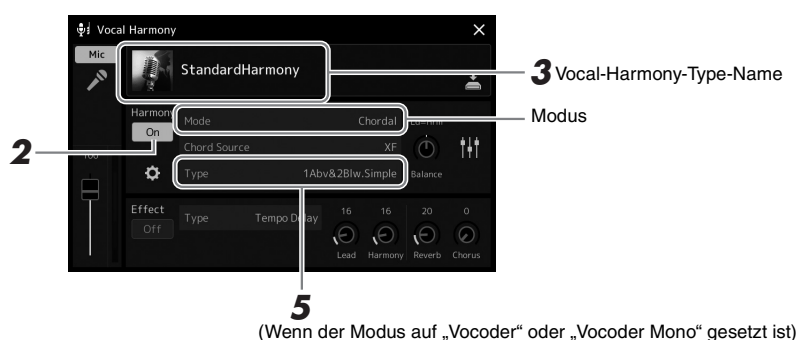 Vocal Harmony
Mic
StandardHarmony
3 Vocal-Harmony-Type-Name
Harmony
On
Mode Chordal
Modus
2
Chord Source XF
Type 1Abv&2Blw.Simple
Balance
Effect
Off
Type Tempo Delay
16 16 20 0
Lead Harmony Reverb Chorus
5
(Wenn der Modus auf „Vocoder“ oder „Vocoder Mono“ gesetzt ist)